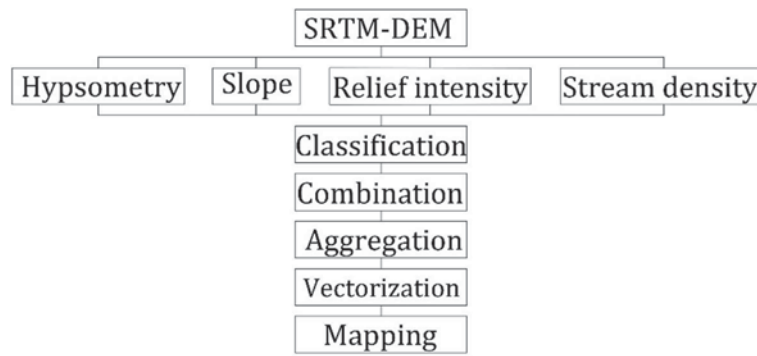 SRTM-DEM
Hypsometry
Slope
Relief intensity
Stream density
Classification
Combination
Aggregation
Vectorization
Mapping